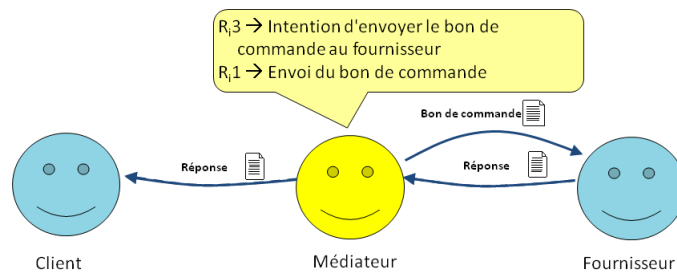 Rᵢ3 → Intention d'envoyer le bon de
commande au fournisseur
Rᵢ1 → Envoi du bon de commande
Bon de commande
Réponse
Réponse
Client
Médiateur
Fournisseur